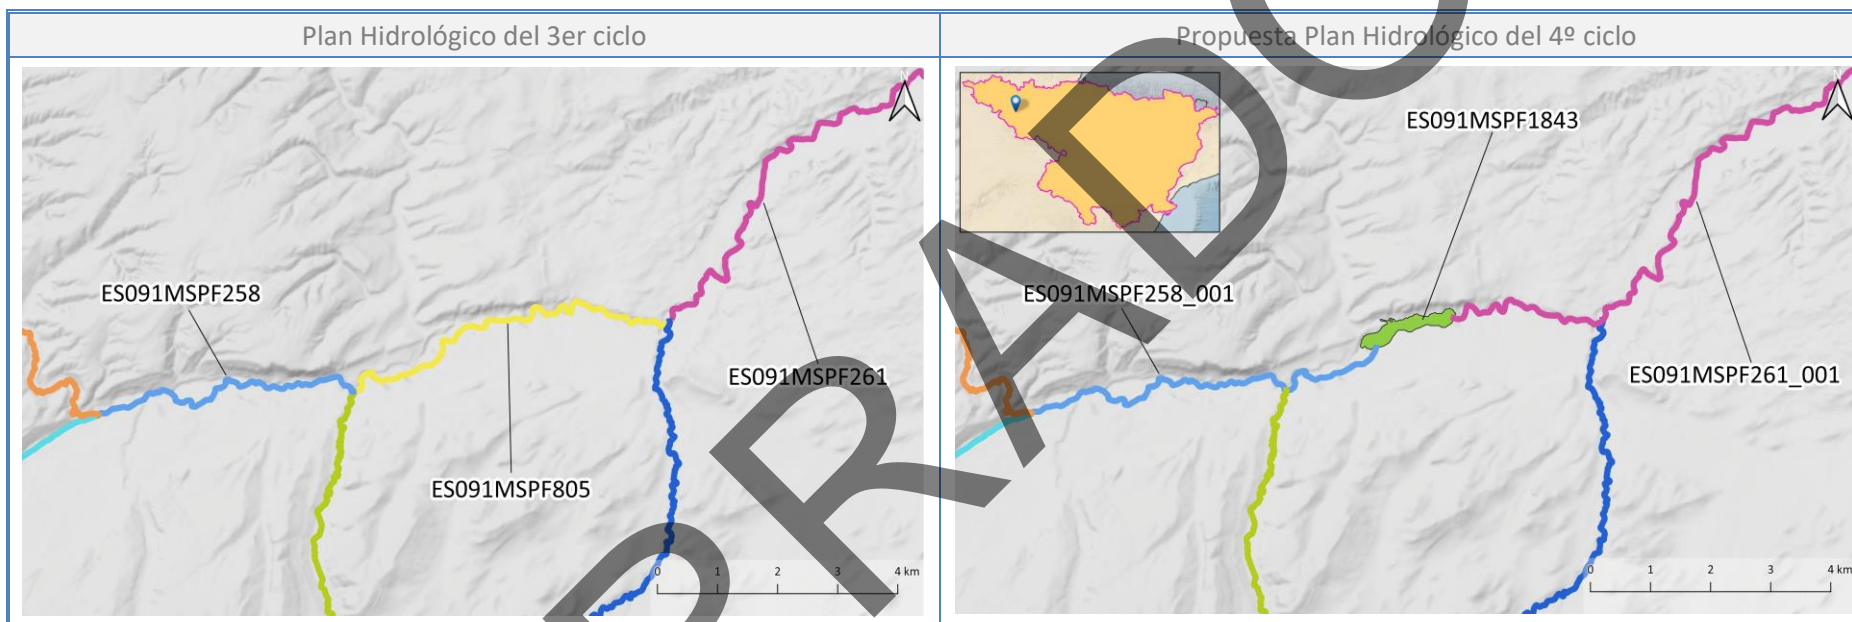 Plan Hidrológico del 3er ciclo
Propuesta Plan Hidrológico del 4º ciclo
ES091MSPF258
ES091MSPF805
ES091MSPF261
0 1 2 3 4 km
ES091MSPF1843
ES091MSPF258_001
ES091MSPF261_001
0 1 2 3 4 km
RADO